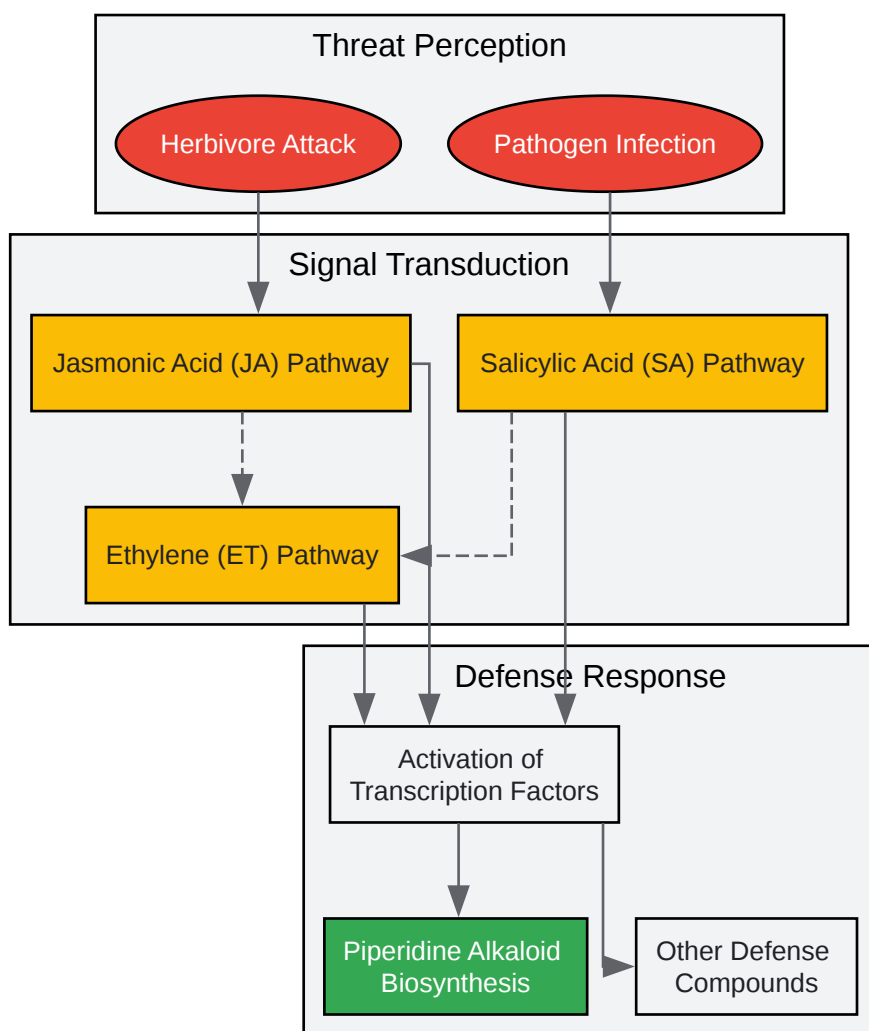 Threat Perception
Herbivore Attack
Pathogen Infection
Signal Transduction
Jasmonic Acid (JA) Pathway
Salicylic Acid (SA) Pathway
Ethylene (ET) Pathway
Defense Response
Activation of
Transcription Factors
Piperidine Alkaloid
Biosynthesis
Other Defense
Compounds